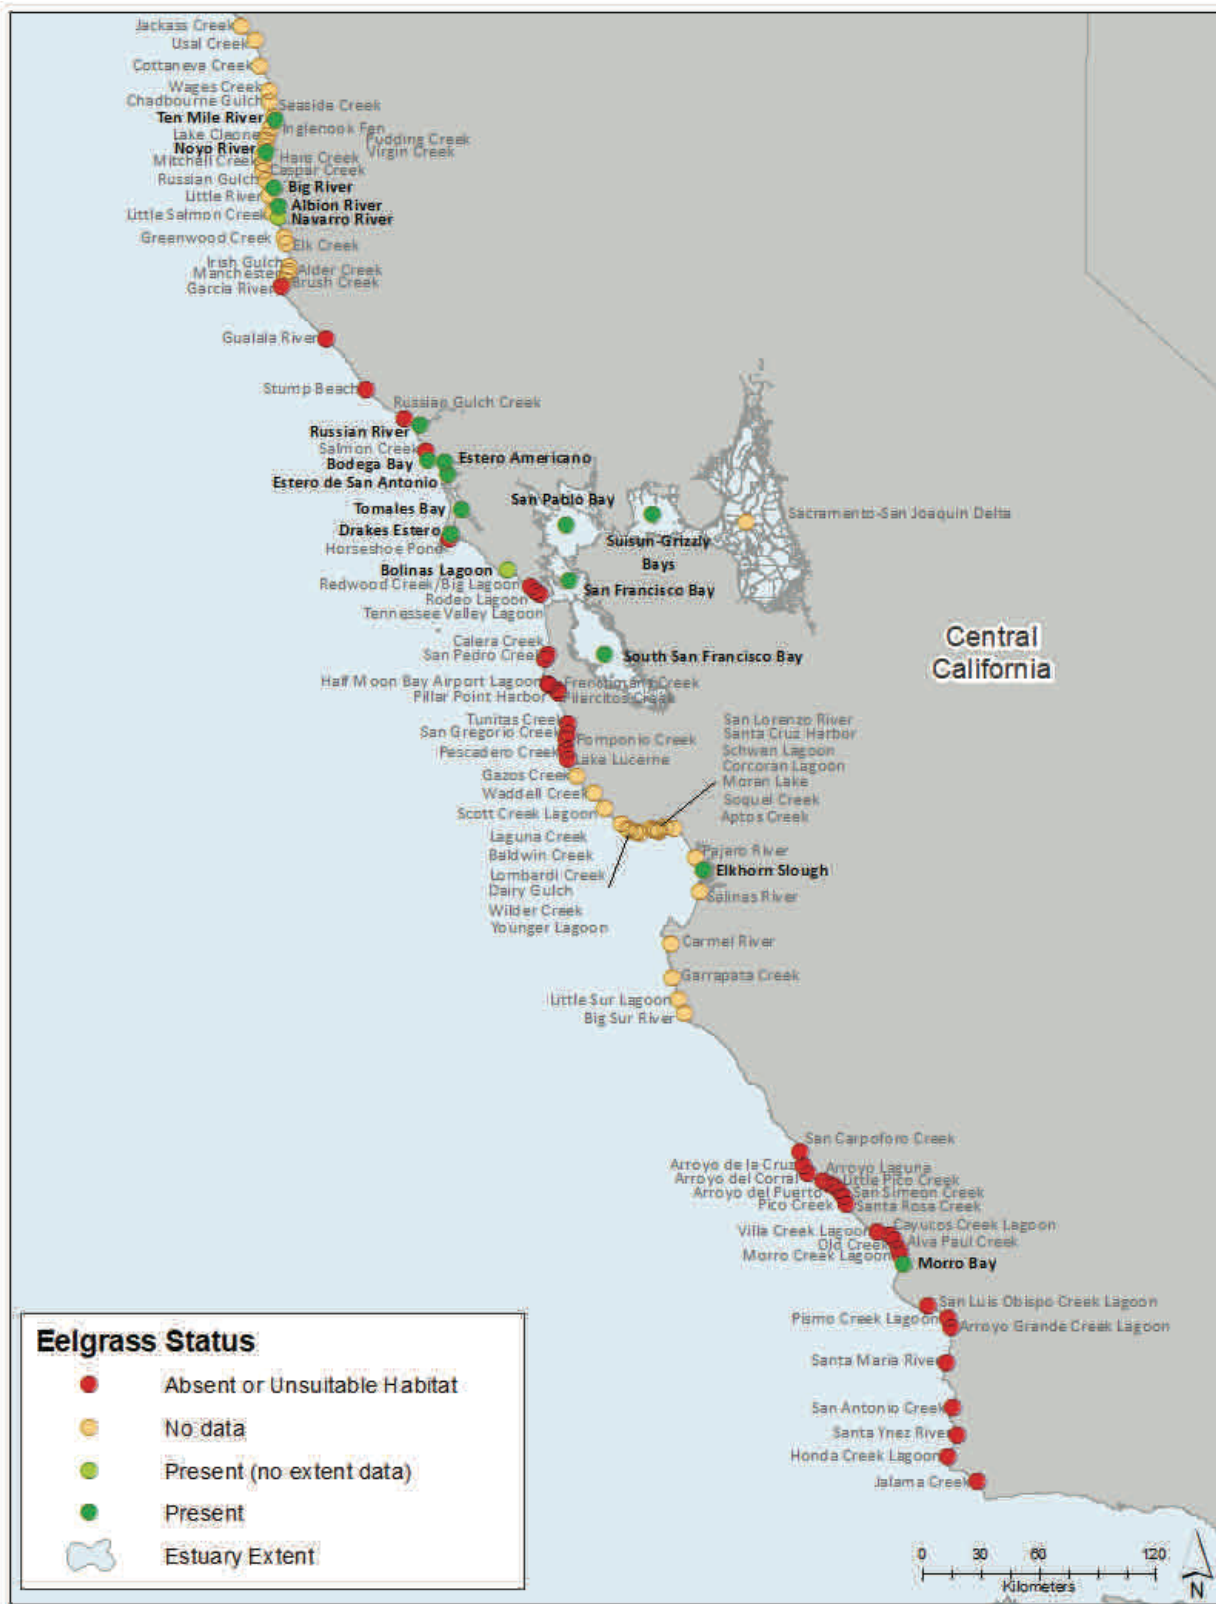 Jackass Creek
Usal Creek
Cottaneva Creek
Wages Creek
Chadbourne Gulch
Seaside Creek
Ten Mile River
Inglenook Fen
Lake Cleone
Pudding Creek
Noyo River
Virgin Creek
Mitchell Creek
Hare Creek
Caspar Creek
Russian Gulch
Big River
Little River
Albion River
Little Salmon Creek
Navarro River
Greenwood Creek
Elk Creek
Irish Gulch
Manchester
Alder Creek
Brush Creek
Garcia River
Gualala River
Stump Beach
Russian Gulch Creek
Russian River
Salmon Creek
Bodega Bay
Estero Americano
Estero de San Antonio
San Pablo Bay
Tomales Bay
Sacramento-San Joaquin Delta
Drakes Estero
Suisun-Grizzly
Bays
Horseshoe Pond
Bolinas Lagoon
Redwood Creek/Big Lagoon
San Francisco Bay
Rodeo Lagoon
Tennessee Valley Lagoon
Calera Creek
San Pedro Creek
South San Francisco Bay
Central
California
Half Moon Bay Airport Lagoon
Frenchmans Creek
Pillar Point Harbor
Pilarcitos Creek
Tunitas Creek
San Gregorio Creek
Pomponio Creek
Pescadero Creek
Lake Lucerne
San Lorenzo River
Santa Cruz Harbor
Schwan Lagoon
Corcoran Lagoon
Moran Lake
Soquel Creek
Aptos Creek
Gazos Creek
Waddell Creek
Scott Creek Lagoon
Laguna Creek
Baldwin Creek
Lombardi Creek
Dairy Gulch
Wilder Creek
Younger Lagoon
Pajaro River
Elkhorn Slough
Salinas River
Carmel River
Garrapata Creek
Little Sur Lagoon
Big Sur River
San Carpoforo Creek
Arroyo de la Cruz
Arroyo Laguna
Arroyo del Corral
Little Pico Creek
Arroyo del Puerto
San Simeon Creek
Pico Creek
Santa Rosa Creek
Villa Creek Lagoon
Cayucos Creek Lagoon
Old Creek
Alva Paul Creek
Morro Creek Lagoon
Morro Bay
San Luis Obispo Creek Lagoon
Pismo Creek Lagoon
Arroyo Grande Creek Lagoon
Santa Maria River
San Antonio Creek
Santa Ynez River
Honda Creek Lagoon
Jalama Creek
Eelgrass Status
Absent or Unsuitable Habitat
No data
Present (no extent data)
Present
Estuary Extent
0 30 60 120
Kilometers
N